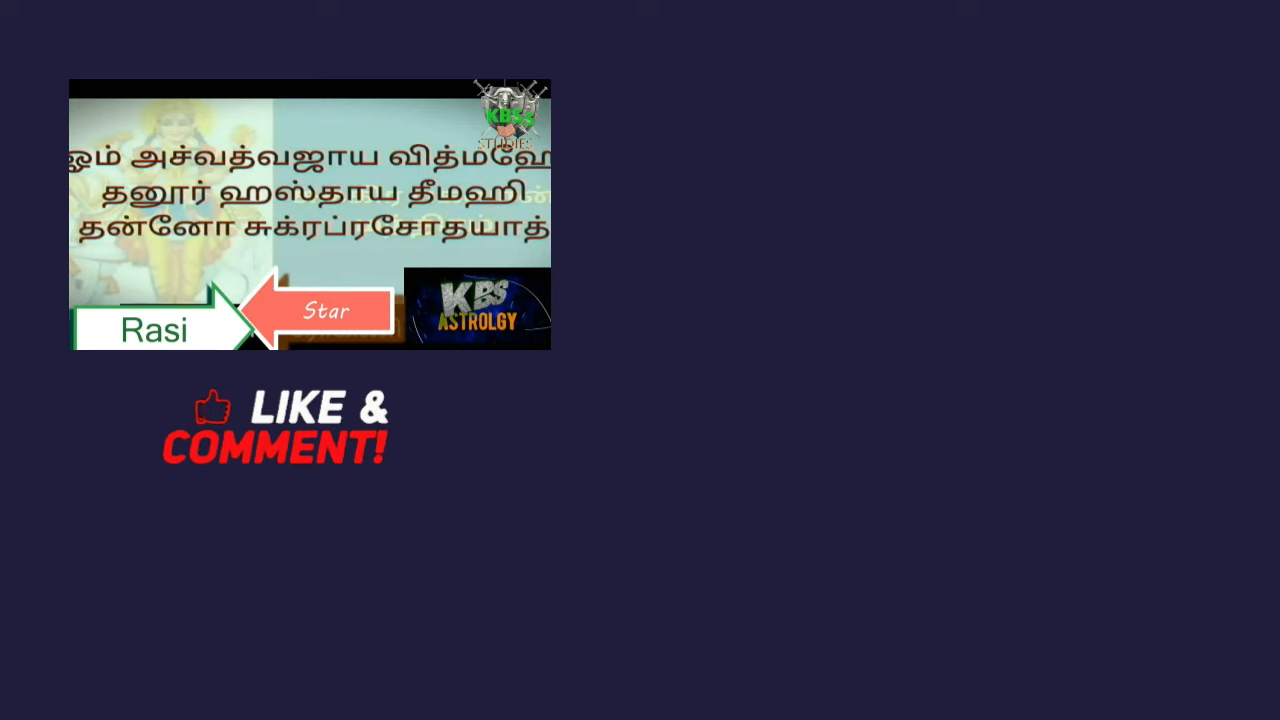 KBSS
STUDIES
ஓம் அச்வத்வஜாய வித்மஹே
தனூர் ஹஸ்தாய தீமஹி
தன்னோ சுக்ரப்ரசோதயாத்
Star
Rasi
KBS
ASTROLGY
LIKE &
COMMENT!